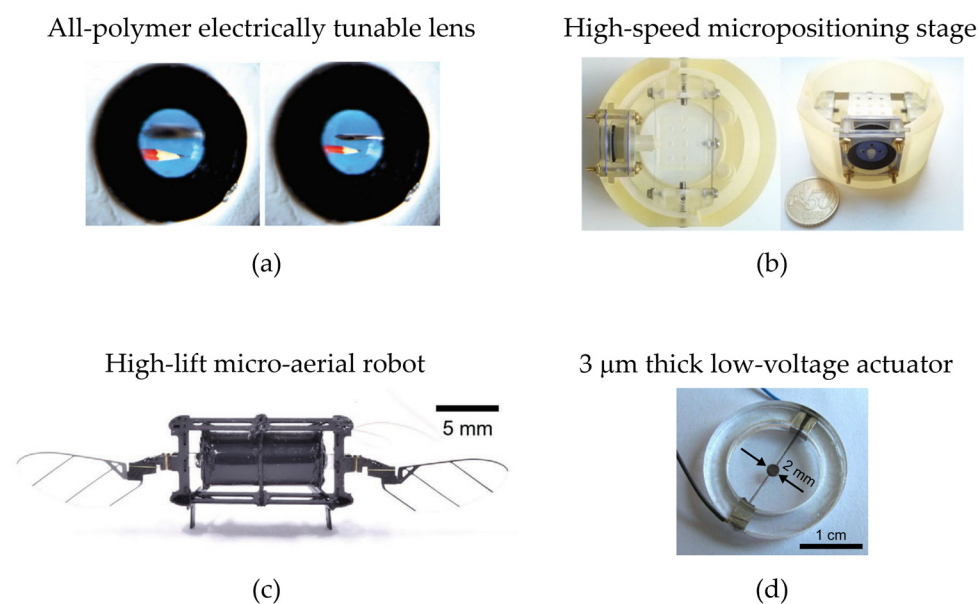 All-polymer electrically tunable lens
High-speed micropositioning stage
(a)
(b)
High-lift micro-aerial robot
3 μm thick low-voltage actuator
5 mm
2 mm
1 cm
(c)
(d)